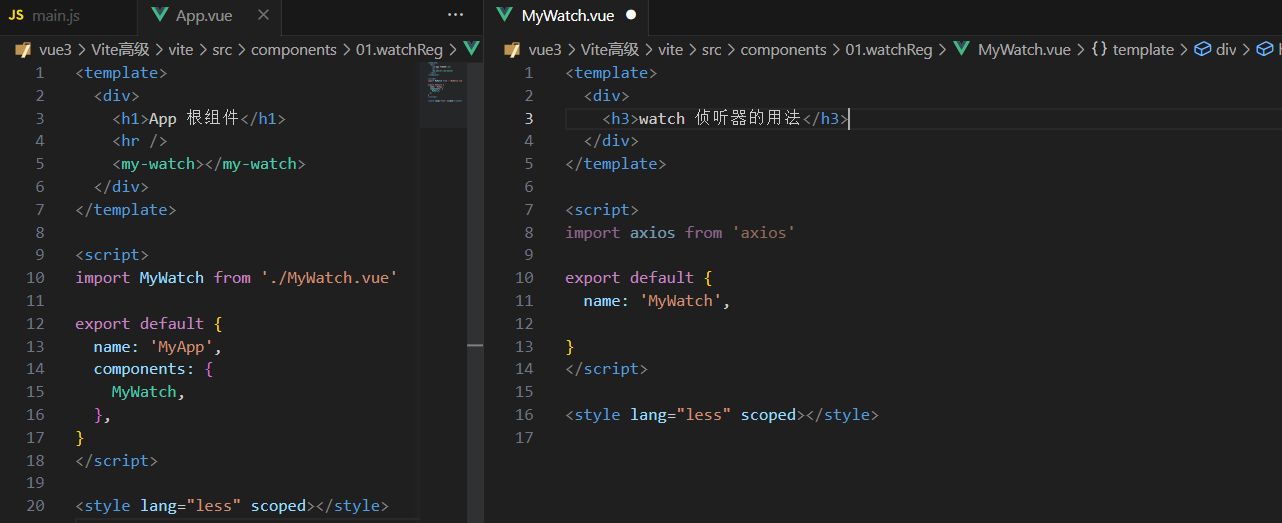 JS main.js
App.vue
MyWatch.vue
vue3 > Vite高级 > vite > src > components > 01.watchReg >
1 <template>
2 <div>
3 <h1>App 根组件</h1>
4 <hr />
5 <my-watch></my-watch>
6 </div>
7 </template>
8
9 <script>
10 import MyWatch from './MyWatch.vue'
11
12 export default {
13 name: 'MyApp',
14 components: {
15 MyWatch,
16 },
17 }
18 </script>
19
20 <style lang="less" scoped></style>
vue3 > Vite高级 > vite > src > components > 01.watchReg > MyWatch.vue > {} template > div >
1 <template>
2 <div>
3 <h3>watch 侦听器的用法</h3>
4 </div>
5 </template>
6
7 <script>
8 import axios from 'axios'
9
10 export default {
11 name: 'MyWatch',
12
13 }
14 </script>
15
16 <style lang="less" scoped></style>
17